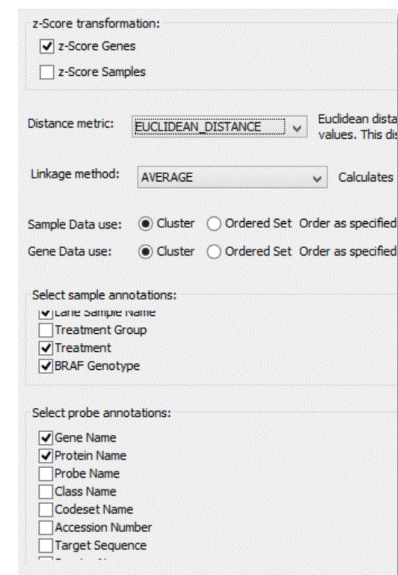 z-Score transformation:
z-Score Genes
z-Score Samples
Distance metric: EUCLIDEAN_DISTANCE Euclidean dista
values. This dis
Linkage method: AVERAGE Calculates
Sample Data use: Cluster Ordered Set Order as specified
Gene Data use: Cluster Ordered Set Order as specified
Select sample annotations:
Lane Sample Name
Treatment Group
Treatment
BRAF Genotype
Select probe annotations:
Gene Name
Protein Name
Probe Name
Class Name
Codeset Name
Accession Number
Target Sequence